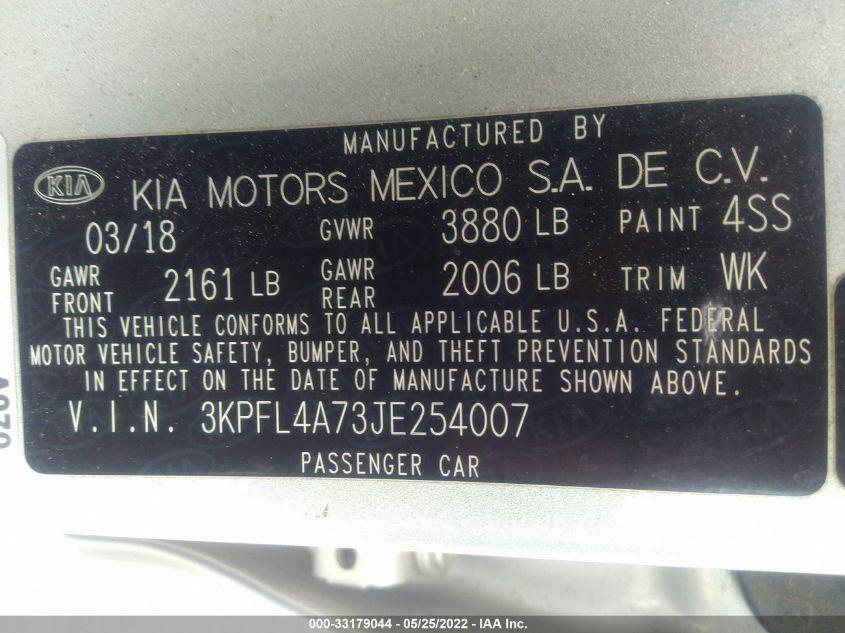 MANUFACTURED BY
KIA KIA MOTORS MEXICO S.A. DE C.V.
03/18 GVWR 3880 LB PAINT 4SS
GAWR FRONT 2161 LB GAWR REAR 2006 LB TRIM WK
THIS VEHICLE CONFORMS TO ALL APPLICABLE U.S.A. FEDERAL
MOTOR VEHICLE SAFETY, BUMPER, AND THEFT PREVENTION STANDARDS
IN EFFECT ON THE DATE OF MANUFACTURE SHOWN ABOVE.
V.I.N. 3KPFL4A73JE254007
PASSENGER CAR
000-33179044 - 05/25/2022 - IAA Inc.